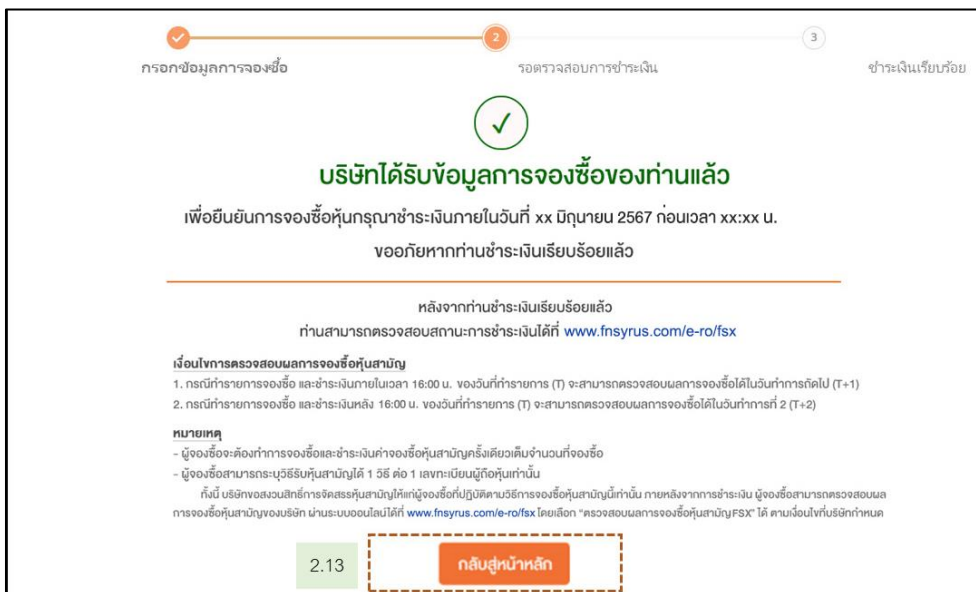 2
3
กรอกข้อมูลการจองซื้อ
รอตรวจสอบการชำระเงิน
ชำระเงินเรียบร้อย
บริษัทได้รับข้อมูลการจองซื้อของท่านแล้ว
เพื่อยืนยันการจองซื้อหุ้นกรุณาชำระเงินภายในวันที่ xx มิถุนายน 2567 ก่อนเวลา xx:xx น.
ขออภัยหากท่านชำระเงินเรียบร้อยแล้ว
หลังจากท่านชำระเงินเรียบร้อยแล้ว
ท่านสามารถตรวจสอบสถานะการชำระเงินได้ที่ www.fnsyrus.com/e-ro/fsx
เงื่อนไขการตรวจสอบผลการจองซื้อหุ้นสามัญ
1. กรณีทำรายการจองซื้อ และชำระเงินภายในเวลา 16:00 น. ของวันที่ทำรายการ (T) จะสามารถตรวจสอบผลการจองซื้อได้ในวันทำการถัดไป (T+1)
2. กรณีทำรายการจองซื้อ และชำระเงินหลัง 16:00 น. ของวันที่ทำรายการ (T) จะสามารถตรวจสอบผลการจองซื้อได้ในวันทำการที่ 2 (T+2)
หมายเหตุ
- ผู้จองซื้อจะต้องทำการจองซื้อและชำระเงินค่าจองซื้อหุ้นสามัญครั้งเดียวเต็มจำนวนที่จองซื้อ
- ผู้จองซื้อสามารถระบุวิธีรับหุ้นสามัญได้ 1 วิธี ต่อ 1 เลขทะเบียนผู้ถือหุ้นเท่านั้น
ทั้งนี้ บริษัทขอสงวนสิทธิ์การจัดสรรหุ้นสามัญให้แก่ผู้จองซื้อที่ปฏิบัติตามวิธีการจองซื้อหุ้นสามัญนี้เท่านั้น ภายหลังจากการชำระเงิน ผู้จองซื้อสามารถตรวจสอบผล
การจองซื้อหุ้นสามัญของบริษัท ผ่านระบบออนไลน์ได้ที่ www.fnsyrus.com/e-ro/fsx โดยเลือก “ตรวจสอบผลการจองซื้อหุ้นสามัญ FSX” ได้ ตามเงื่อนไขที่บริษัทกำหนด
2.13
กลับสู่หน้าหลัก